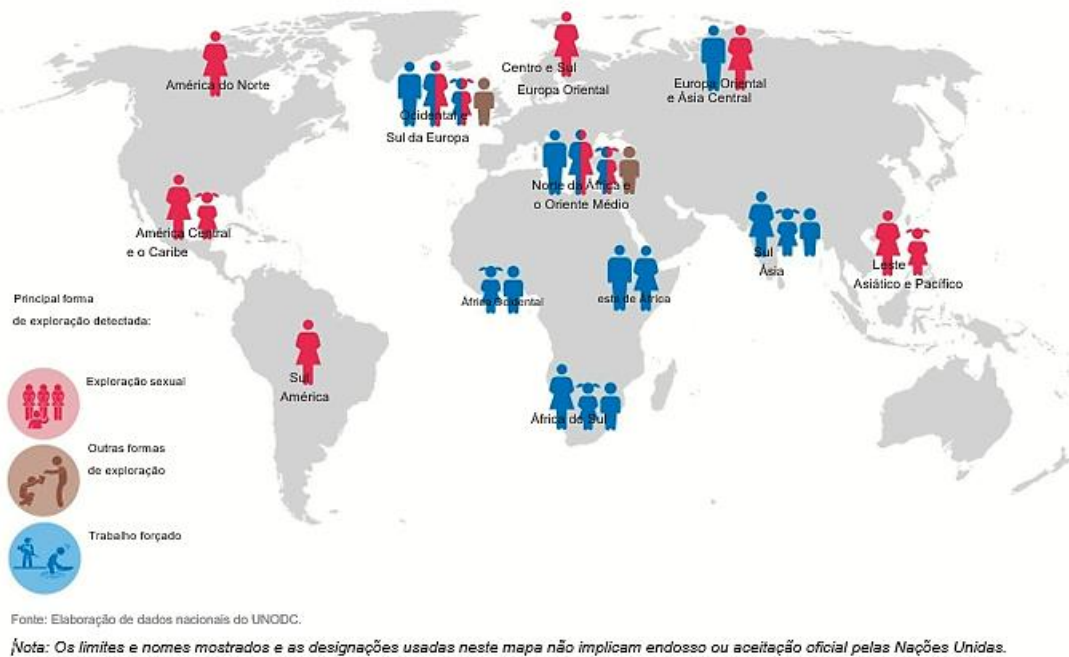 América do Norte
Centro e Sul
Europa Oriental
Europa Oriental
e Ásia Central
Ocidental e
Sul da Europa
Norte da África e
o Oriente Médio
América Central
e o Caribe
Sul
Ásia
Leste
Asiático e Pacífico
África Ocidental
este de África
Sul
América
África do Sul
Principal forma
de exploração detectada:
Exploração sexual
Outras formas
de exploração
Trabalho forçado
Fonte: Elaboração de dados nacionais do UNODC.
Nota: Os limites e nomes mostrados e as designações usadas neste mapa não implicam endosso ou aceitação oficial pelas Nações Unidas.